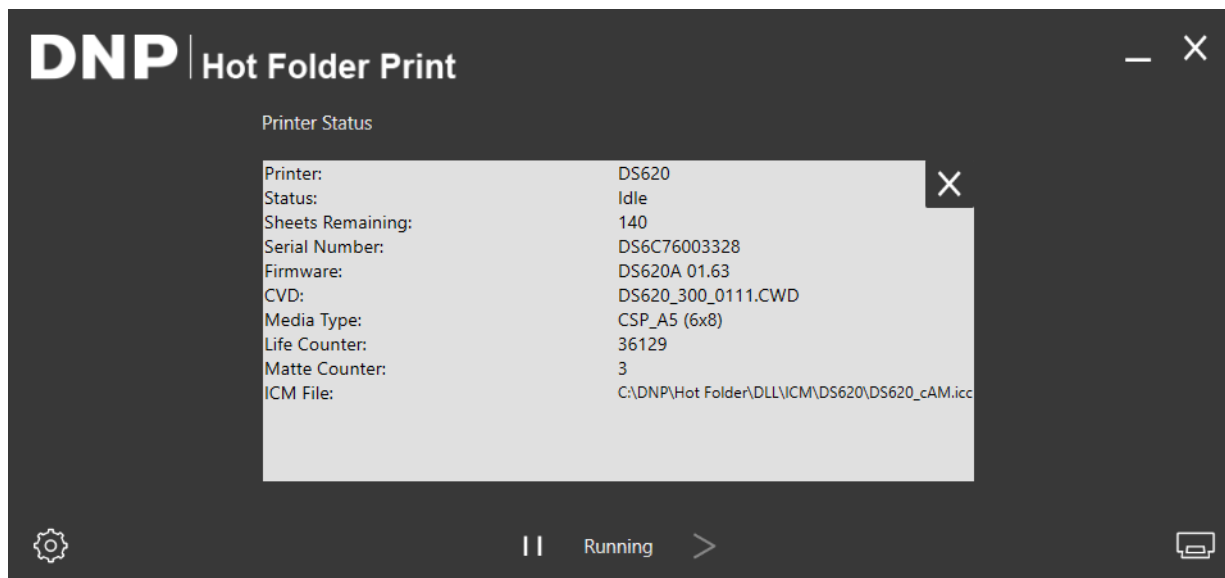 DNP Hot Folder Print
Printer Status
Printer: DS620
Status: Idle
Sheets Remaining: 140
Serial Number: DS6C76003328
Firmware: DS620A 01.63
CVD: DS620_300_0111.CWD
Media Type: CSP_A5 (6x8)
Life Counter: 36129
Matte Counter: 3
ICM File: C:\DNP\Hot Folder\DLL\ICM\DS620\DS620_cAM.icc
Running